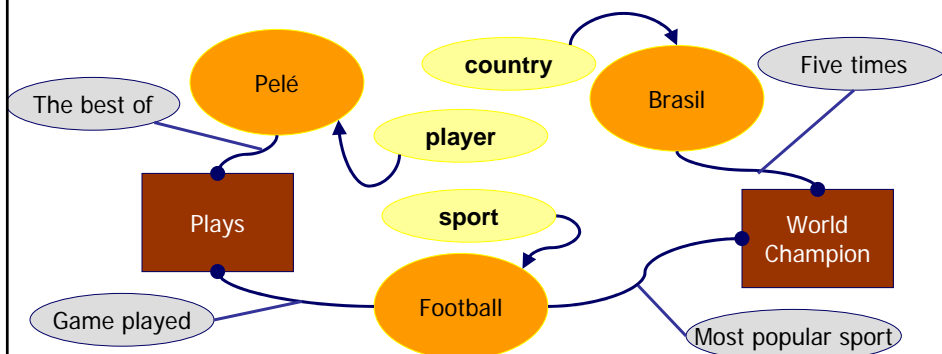 country
Five times
Pelé
Brasil
The best of
player
Plays
sport
World
Champion
Football
Game played
Most popular sport